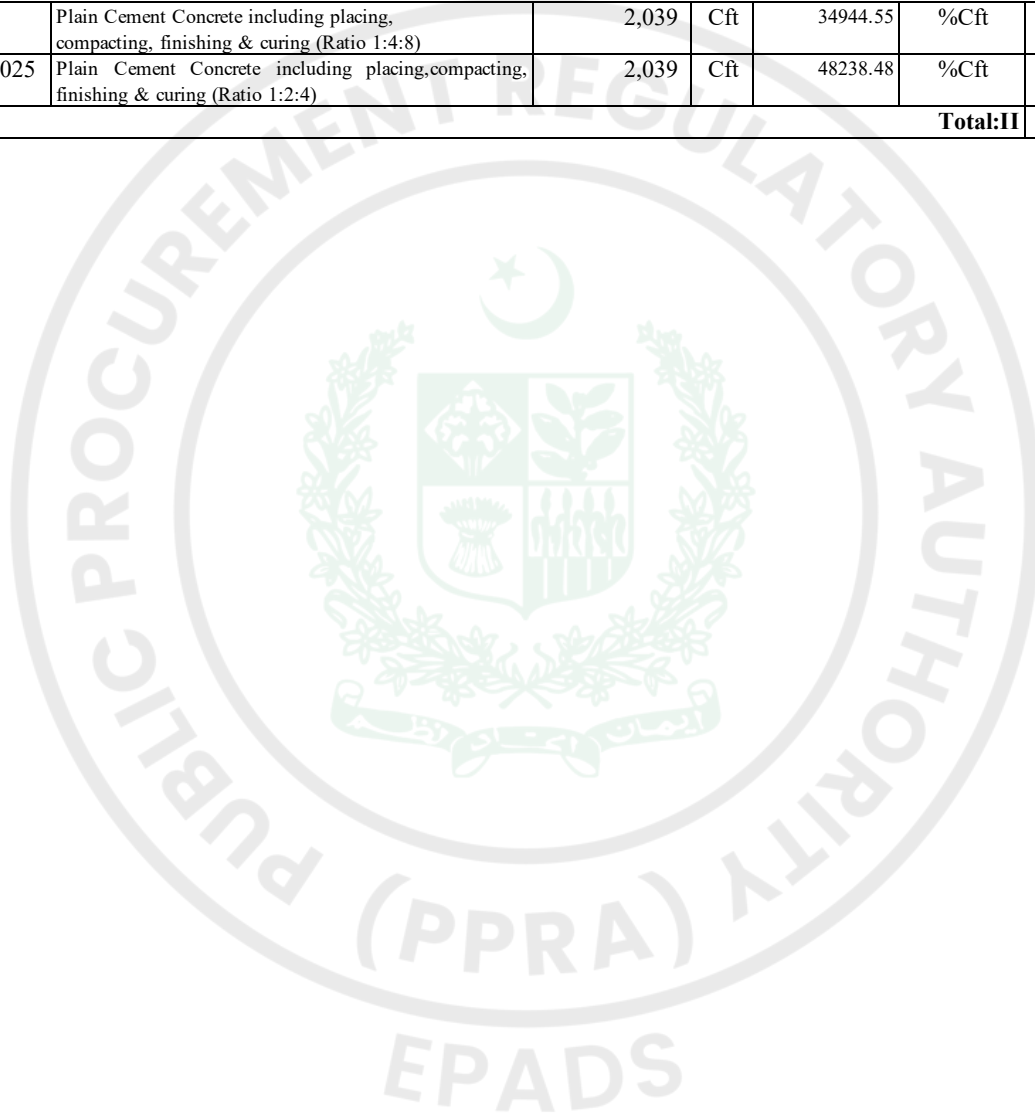 Plain Cement Concrete including placing, 2,039 Cft 34944.55 %Cft
compacting, finishing & curing (Ratio 1:4:8)
025 Plain Cement Concrete including placing,compacting, 2,039 Cft 48238.48 %Cft
finishing & curing (Ratio 1:2:4)
Total:II
PUBLIC PROCUREMENT REGULATORY AUTHORITY
(PPRA)
EPADS